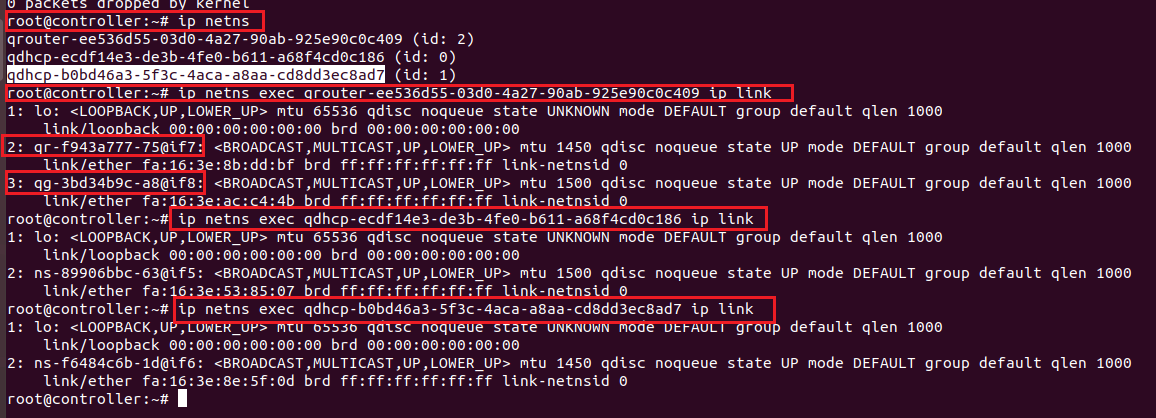 0 packets dropped by kernel
root@controller:~# ip netns
qrouter-ee536d55-03d0-4a27-90ab-925e90c0c409 (id: 2)
qdhcp-ecdf14e3-de3b-4fe0-b611-a68f4cd0c186 (id: 0)
qdhcp-b0bd46a3-5f3c-4aca-a8aa-cd8dd3ec8ad7 (id: 1)
root@controller:~# ip netns exec qrouter-ee536d55-03d0-4a27-90ab-925e90c0c409 ip link
1: lo: <LOOPBACK,UP,LOWER_UP> mtu 65536 qdisc noqueue state UNKNOWN mode DEFAULT group default qlen 1000
    link/loopback 00:00:00:00:00:00 brd 00:00:00:00:00:00
2: qr-f943a777-75@if7: <BROADCAST,MULTICAST,UP,LOWER_UP> mtu 1450 qdisc noqueue state UP mode DEFAULT group default qlen 1000
    link/ether fa:16:3e:8b:dd:bf brd ff:ff:ff:ff:ff:ff link-netnsid 0
3: qg-3bd34b9c-a8@if8: <BROADCAST,MULTICAST,UP,LOWER_UP> mtu 1500 qdisc noqueue state UP mode DEFAULT group default qlen 1000
    link/ether fa:16:3e:ac:c4:4b brd ff:ff:ff:ff:ff:ff link-netnsid 0
root@controller:~# ip netns exec qdhcp-ecdf14e3-de3b-4fe0-b611-a68f4cd0c186 ip link
1: lo: <LOOPBACK,UP,LOWER_UP> mtu 65536 qdisc noqueue state UNKNOWN mode DEFAULT group default qlen 1000
    link/loopback 00:00:00:00:00:00 brd 00:00:00:00:00:00
2: ns-89906bbc-63@if5: <BROADCAST,MULTICAST,UP,LOWER_UP> mtu 1500 qdisc noqueue state UP mode DEFAULT group default qlen 1000
    link/ether fa:16:3e:53:85:07 brd ff:ff:ff:ff:ff:ff link-netnsid 0
root@controller:~# ip netns exec qdhcp-b0bd46a3-5f3c-4aca-a8aa-cd8dd3ec8ad7 ip link
1: lo: <LOOPBACK,UP,LOWER_UP> mtu 65536 qdisc noqueue state UNKNOWN mode DEFAULT group default qlen 1000
    link/loopback 00:00:00:00:00:00 brd 00:00:00:00:00:00
2: ns-f6484c6b-1d@if6: <BROADCAST,MULTICAST,UP,LOWER_UP> mtu 1450 qdisc noqueue state UP mode DEFAULT group default qlen 1000
    link/ether fa:16:3e:8e:5f:0d brd ff:ff:ff:ff:ff:ff link-netnsid 0
root@controller:~#